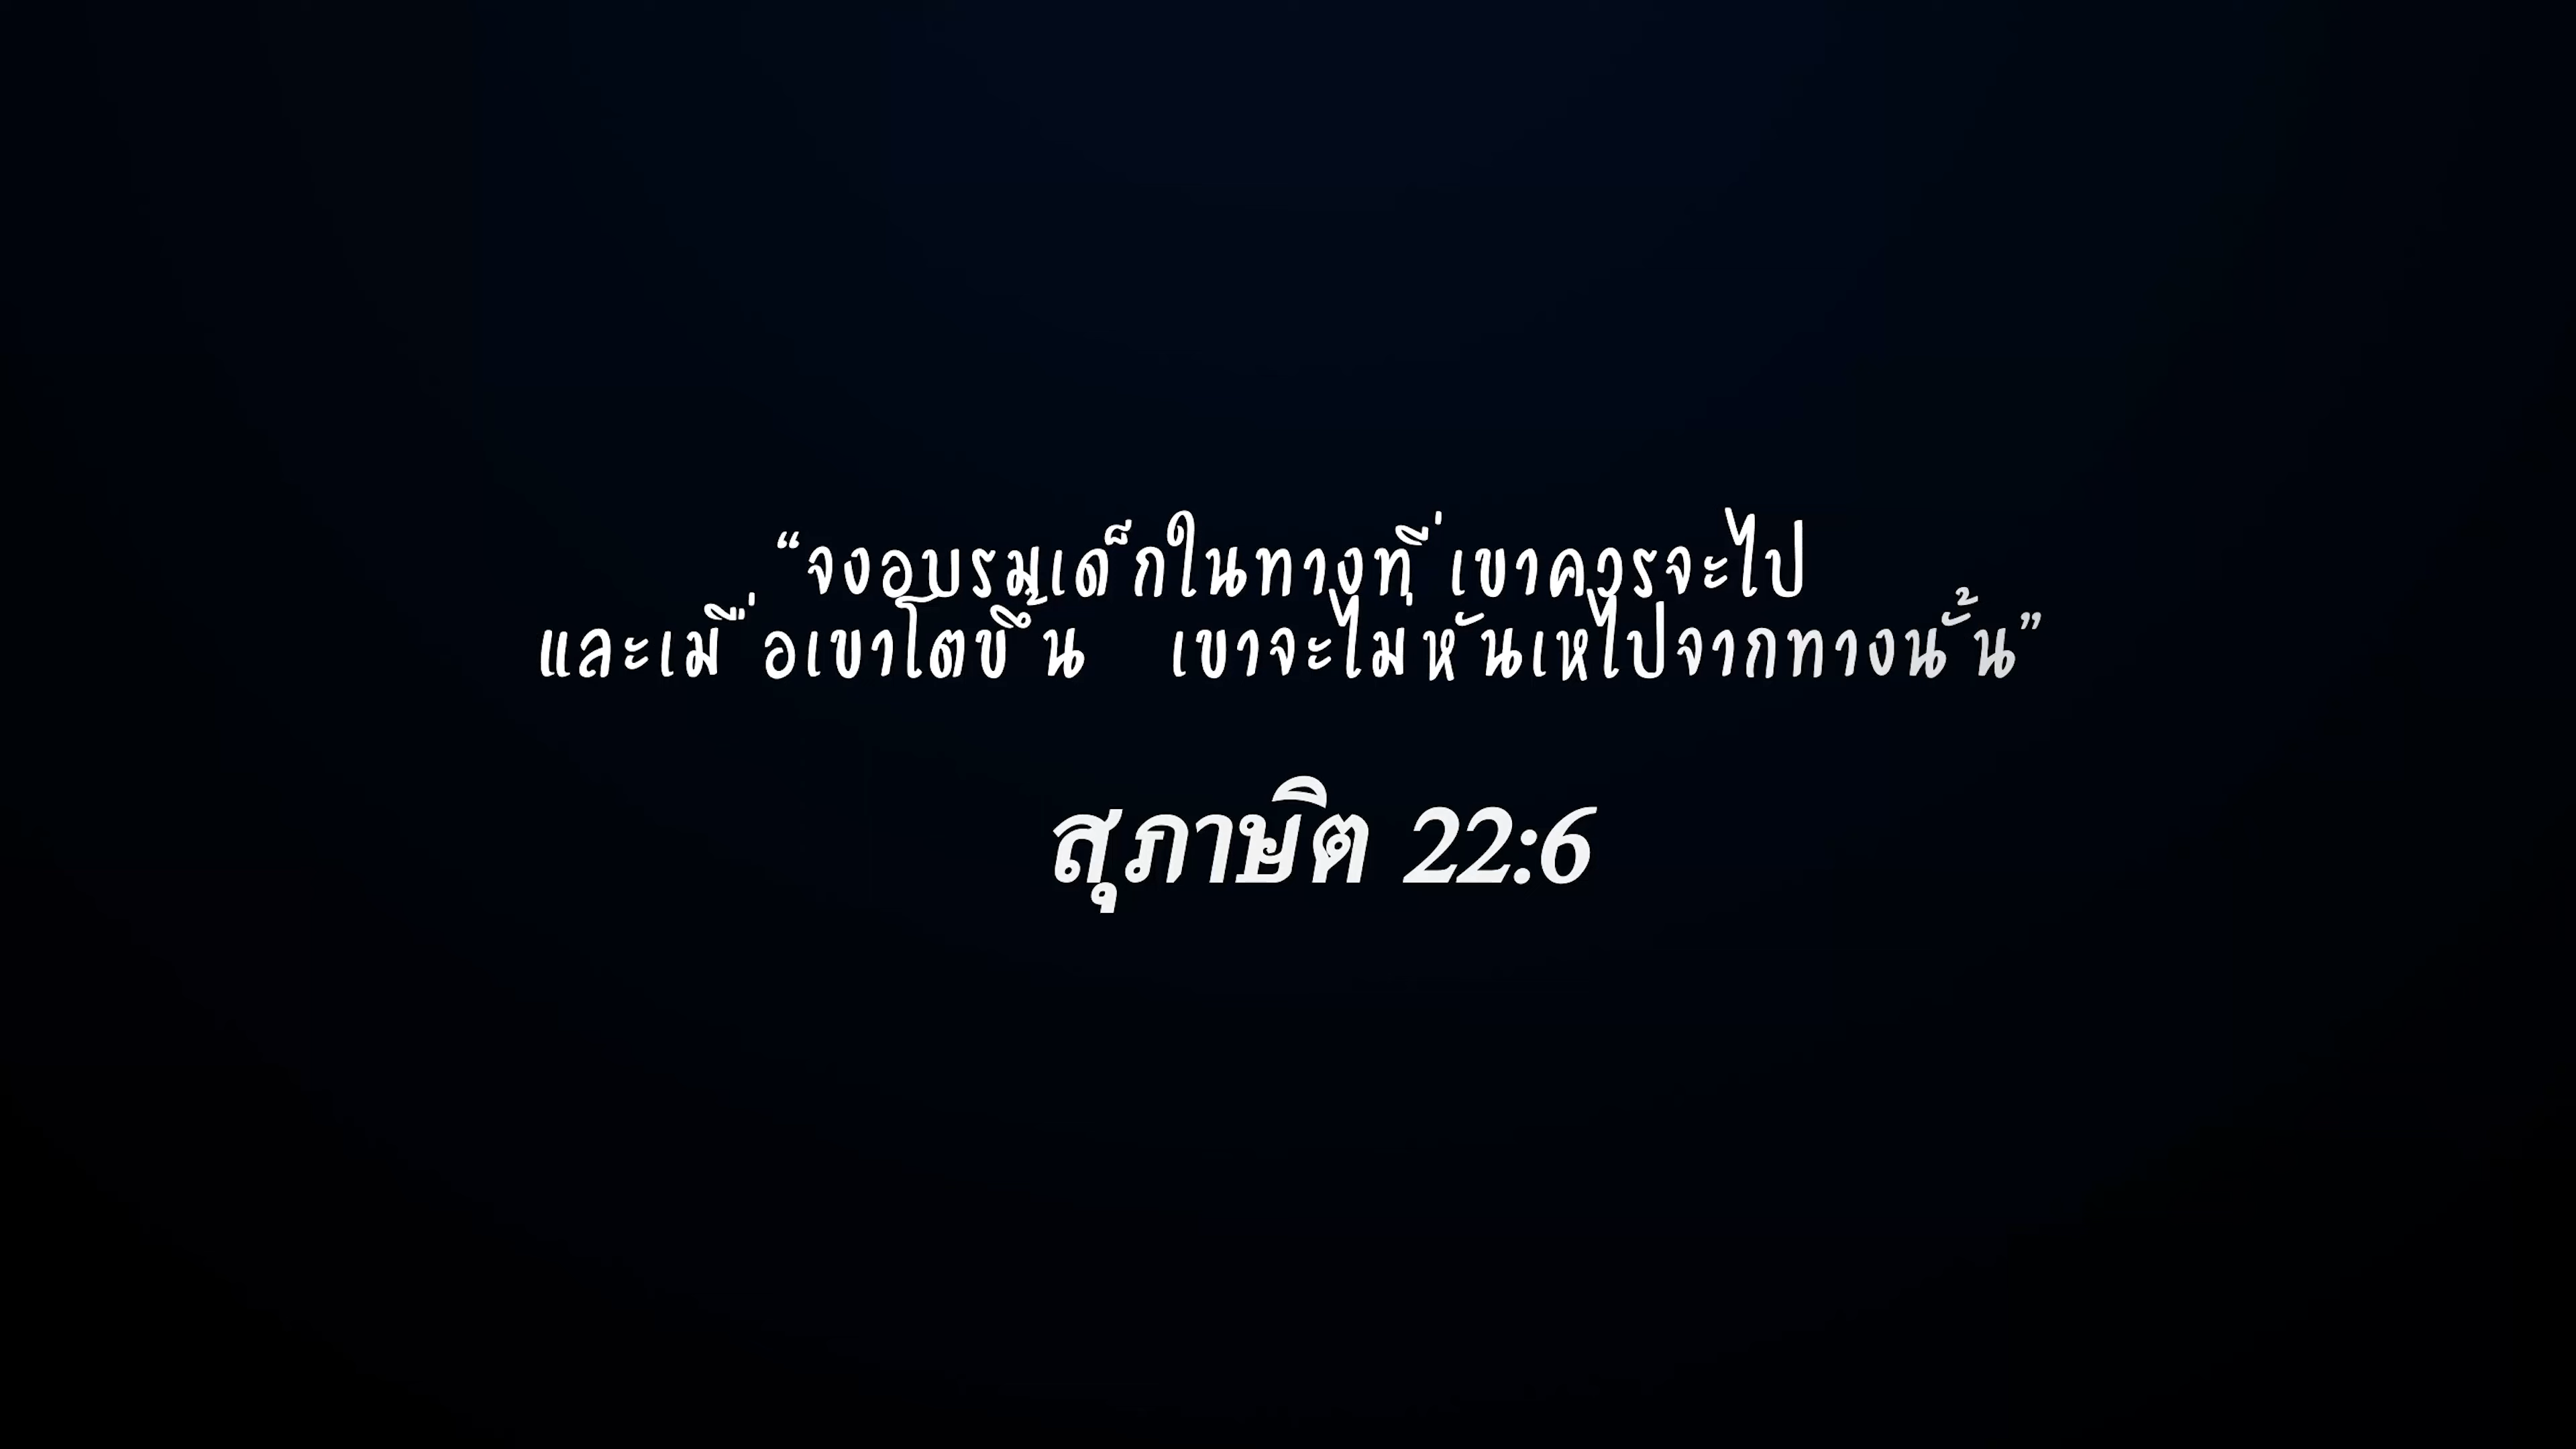 “จงอบรมเด็กในทางที่เขาควรจะไป
และเมื่อเขาโตขึ้น เขาจะไม่หันเหไปจากทางนั้น”
สุภาษิต 22:6